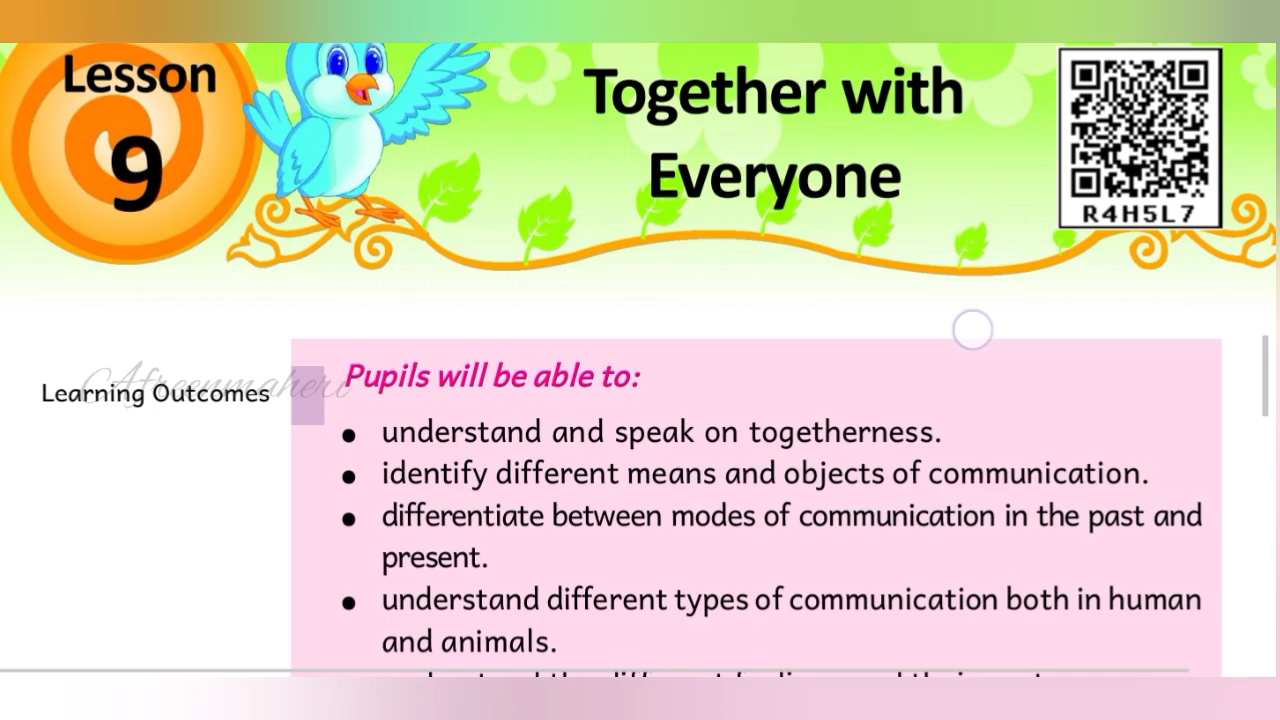 Lesson
9
Together with
Everyone
R4H5L7
Learning Outcomes
Pupils will be able to:
● understand and speak on togetherness.
● identify different means and objects of communication.
● differentiate between modes of communication in the past and
present.
● understand different types of communication both in human
and animals.